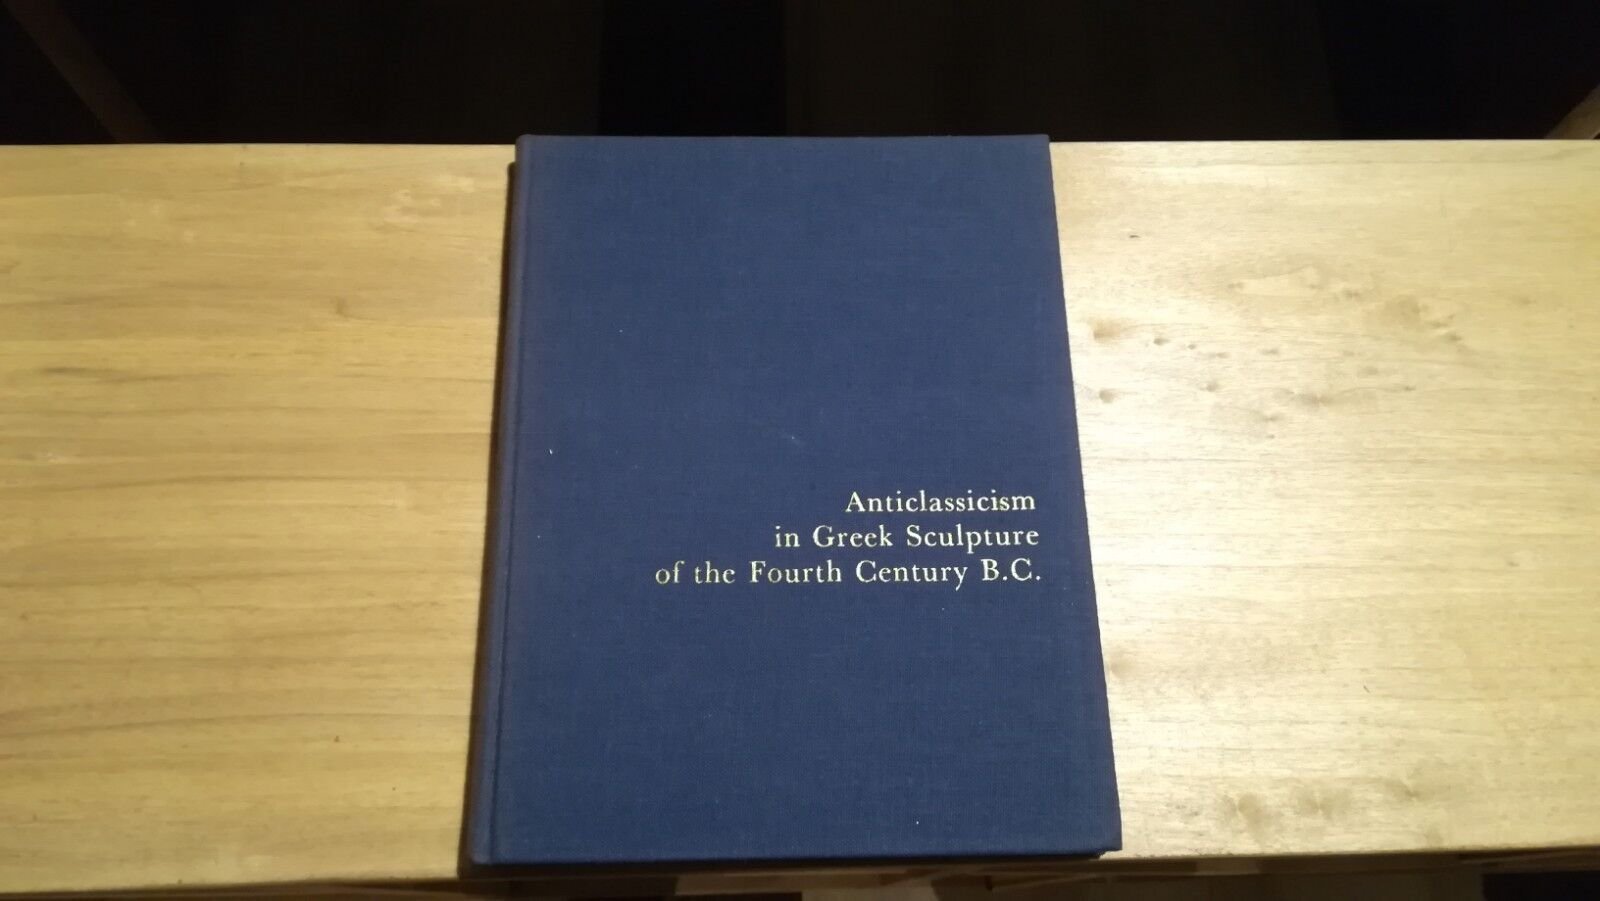 Anticlassicism
in Greek Sculpture
of the Fourth Century B.C.